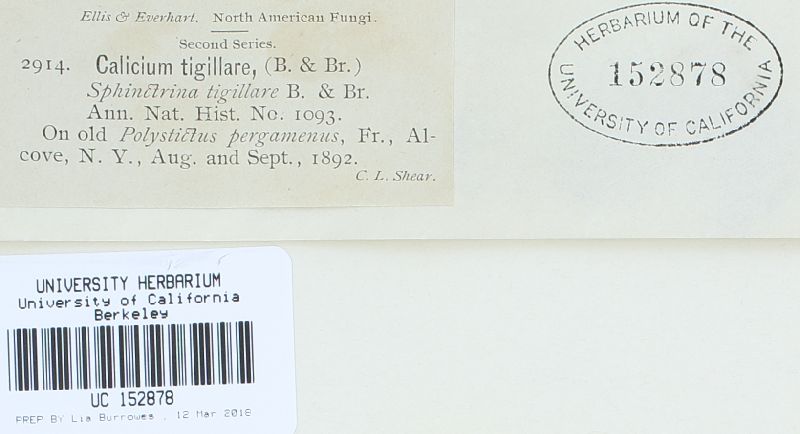 Ellis & Everhart. North American Fungi.
Second Series.
2914. Calicium tigillare, (B. & Br.)
Sphinctrina tigillare B. & Br.
Ann. Nat. Hist. No. 1093.
On old Polystictus pergamenus, Fr., Al-
cove, N. Y., Aug. and Sept., 1892.
C. L. Shear.
HERBARIUM OF THE
152878
UNIVERSITY OF CALIFORNIA
UNIVERSITY HERBARIUM
University of California
Berkeley
UC 152878
PREP BY Lia Burrowes . 12 Mar 2018